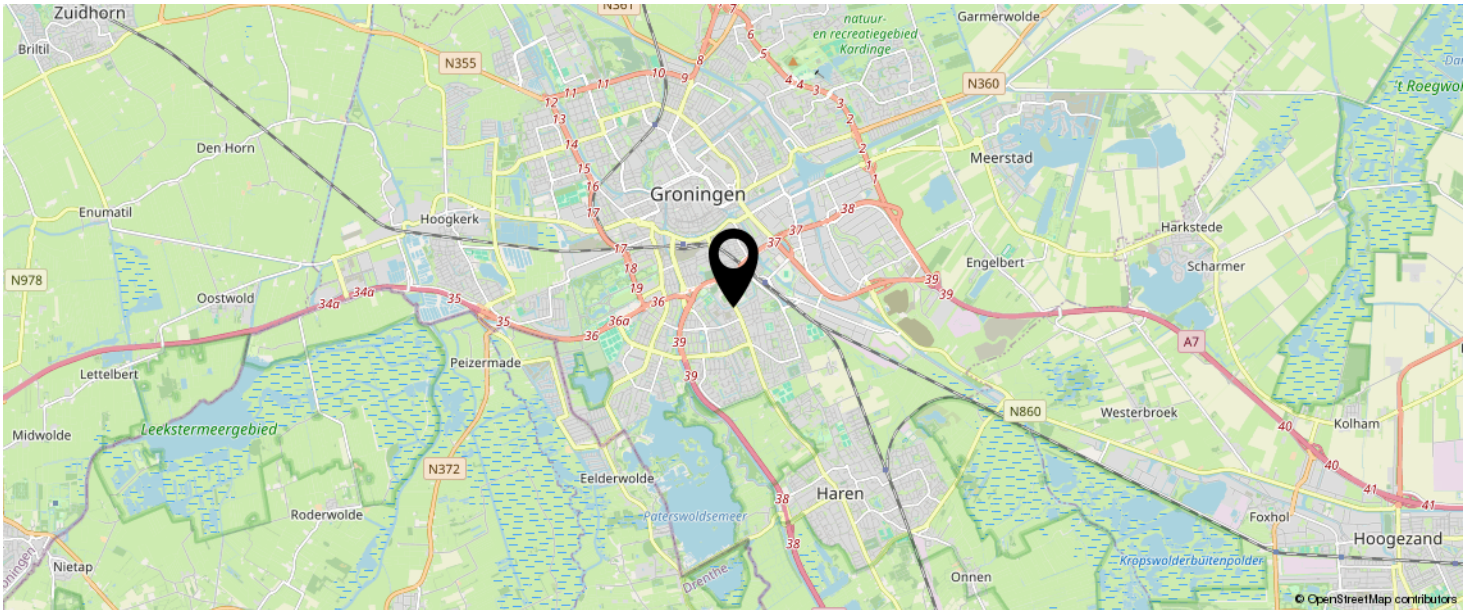 Zuidhorn
N361
7
7
natuur-
en recreatiegebied
Kardinge
Garmerwolde
Briltil
N355
8
6
5
10
9
11
11
4
4
3
N360
't Roegwol
12
13
3
2
14
Den Horn
2
Meerstad
15
1
16
1
Groningen
Enumatil
Hoogkerk
17
38
Harkstede
37
37
17
N978
18
Engelbert
Scharmer
34a
34a
Oostwold
35
19
36
39
39
35
36
36a
39
A7
Peizermade
Lettelbert
39
N860
Westerbroek
Midwolde
Leekstermeergebied
40
Kolham
N372
40
Eelderwolde
Haren
41
41
38
Roderwolde
Paterswoldsemeer
Foxhol
38
Hoogezand
Kropswolderbuitenpolder
Nietap
Drenthe
Onnen
oningen
© OpenStreetMap contributors